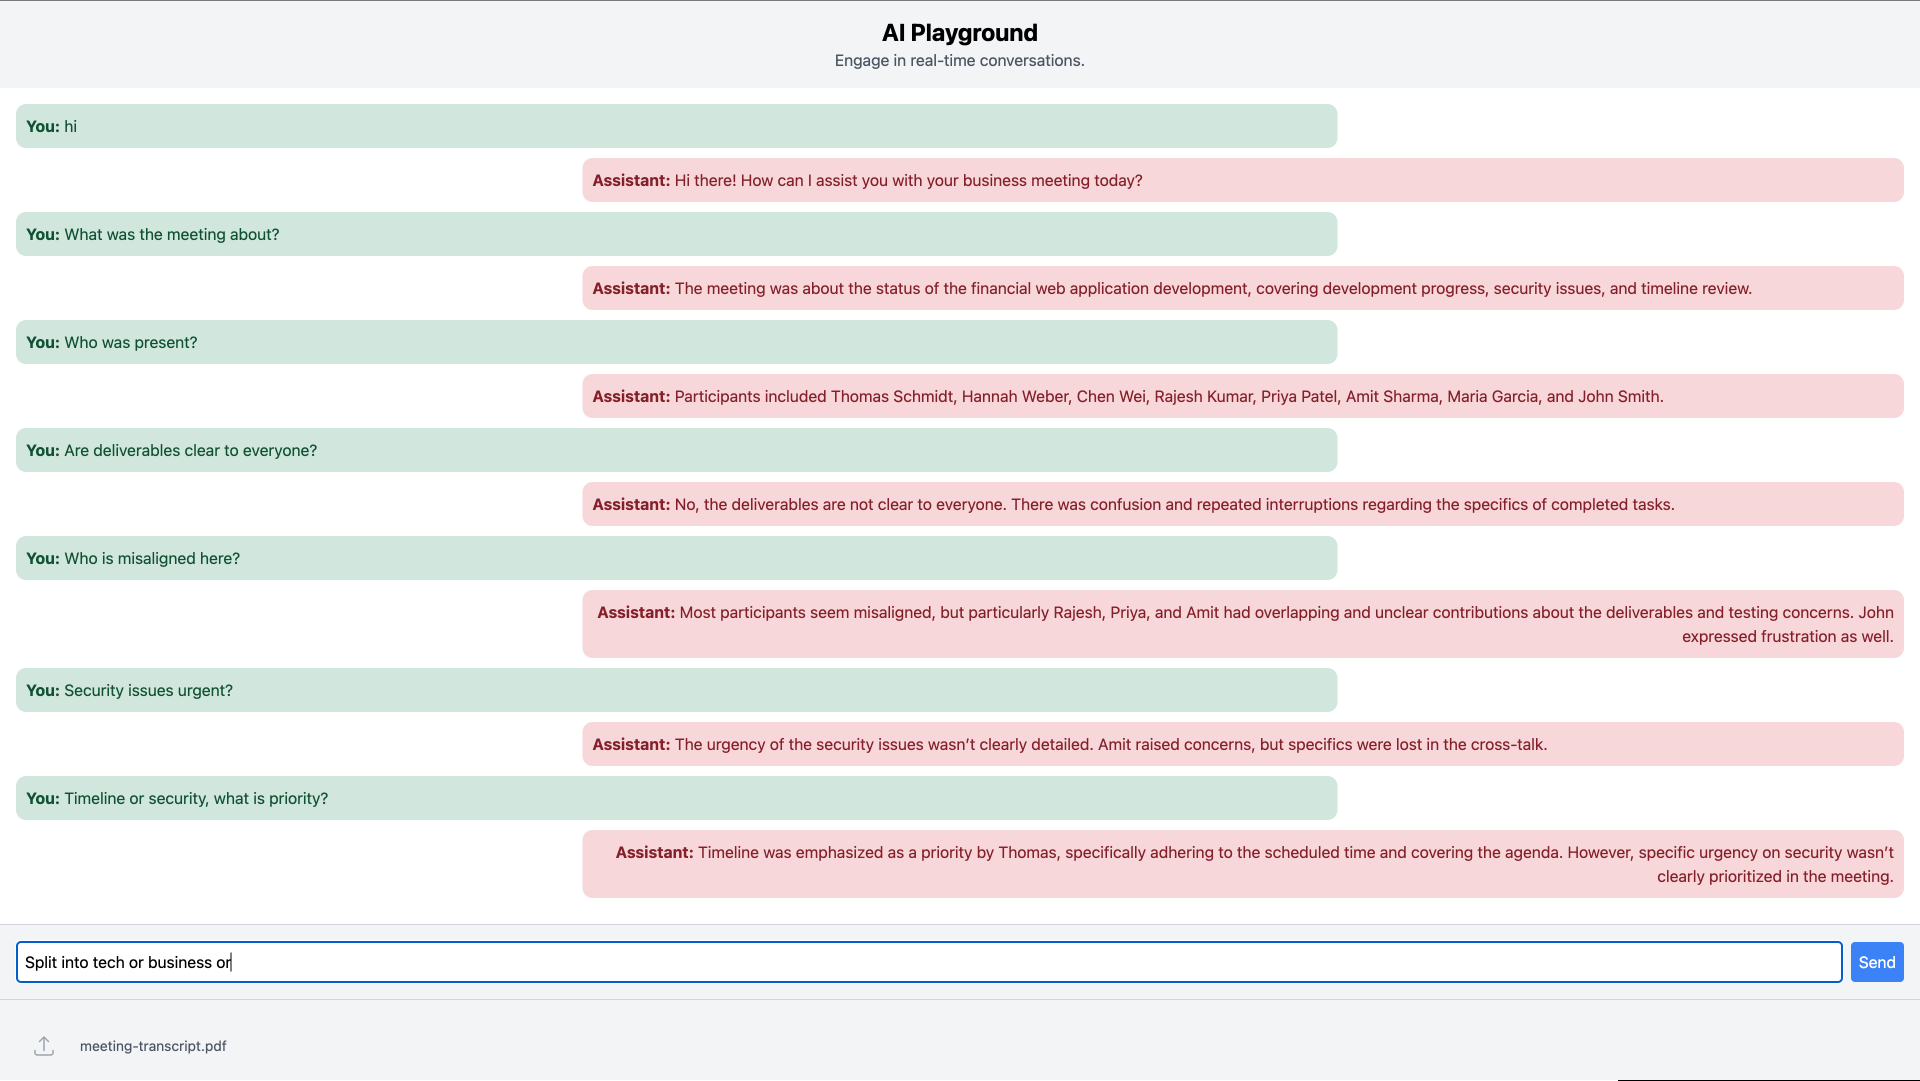 AI Playground
Engage in real-time conversations.
You: hi
Assistant: Hi there! How can I assist you with your business meeting today?
You: What was the meeting about?
Assistant: The meeting was about the status of the financial web application development, covering development progress, security issues, and timeline review.
You: Who was present?
Assistant: Participants included Thomas Schmidt, Hannah Weber, Chen Wei, Rajesh Kumar, Priya Patel, Amit Sharma, Maria Garcia, and John Smith.
You: Are deliverables clear to everyone?
Assistant: No, the deliverables are not clear to everyone. There was confusion and repeated interruptions regarding the specifics of completed tasks.
You: Who is misaligned here?
Assistant: Most participants seem misaligned, but particularly Rajesh, Priya, and Amit had overlapping and unclear contributions about the deliverables and testing concerns. John
expressed frustration as well.
You: Security issues urgent?
Assistant: The urgency of the security issues wasn’t clearly detailed. Amit raised concerns, but specifics were lost in the cross-talk.
You: Timeline or security, what is priority?
Assistant: Timeline was emphasized as a priority by Thomas, specifically adhering to the scheduled time and covering the agenda. However, specific urgency on security wasn’t
clearly prioritized in the meeting.
Split into tech or business or
Send
meeting-transcript.pdf